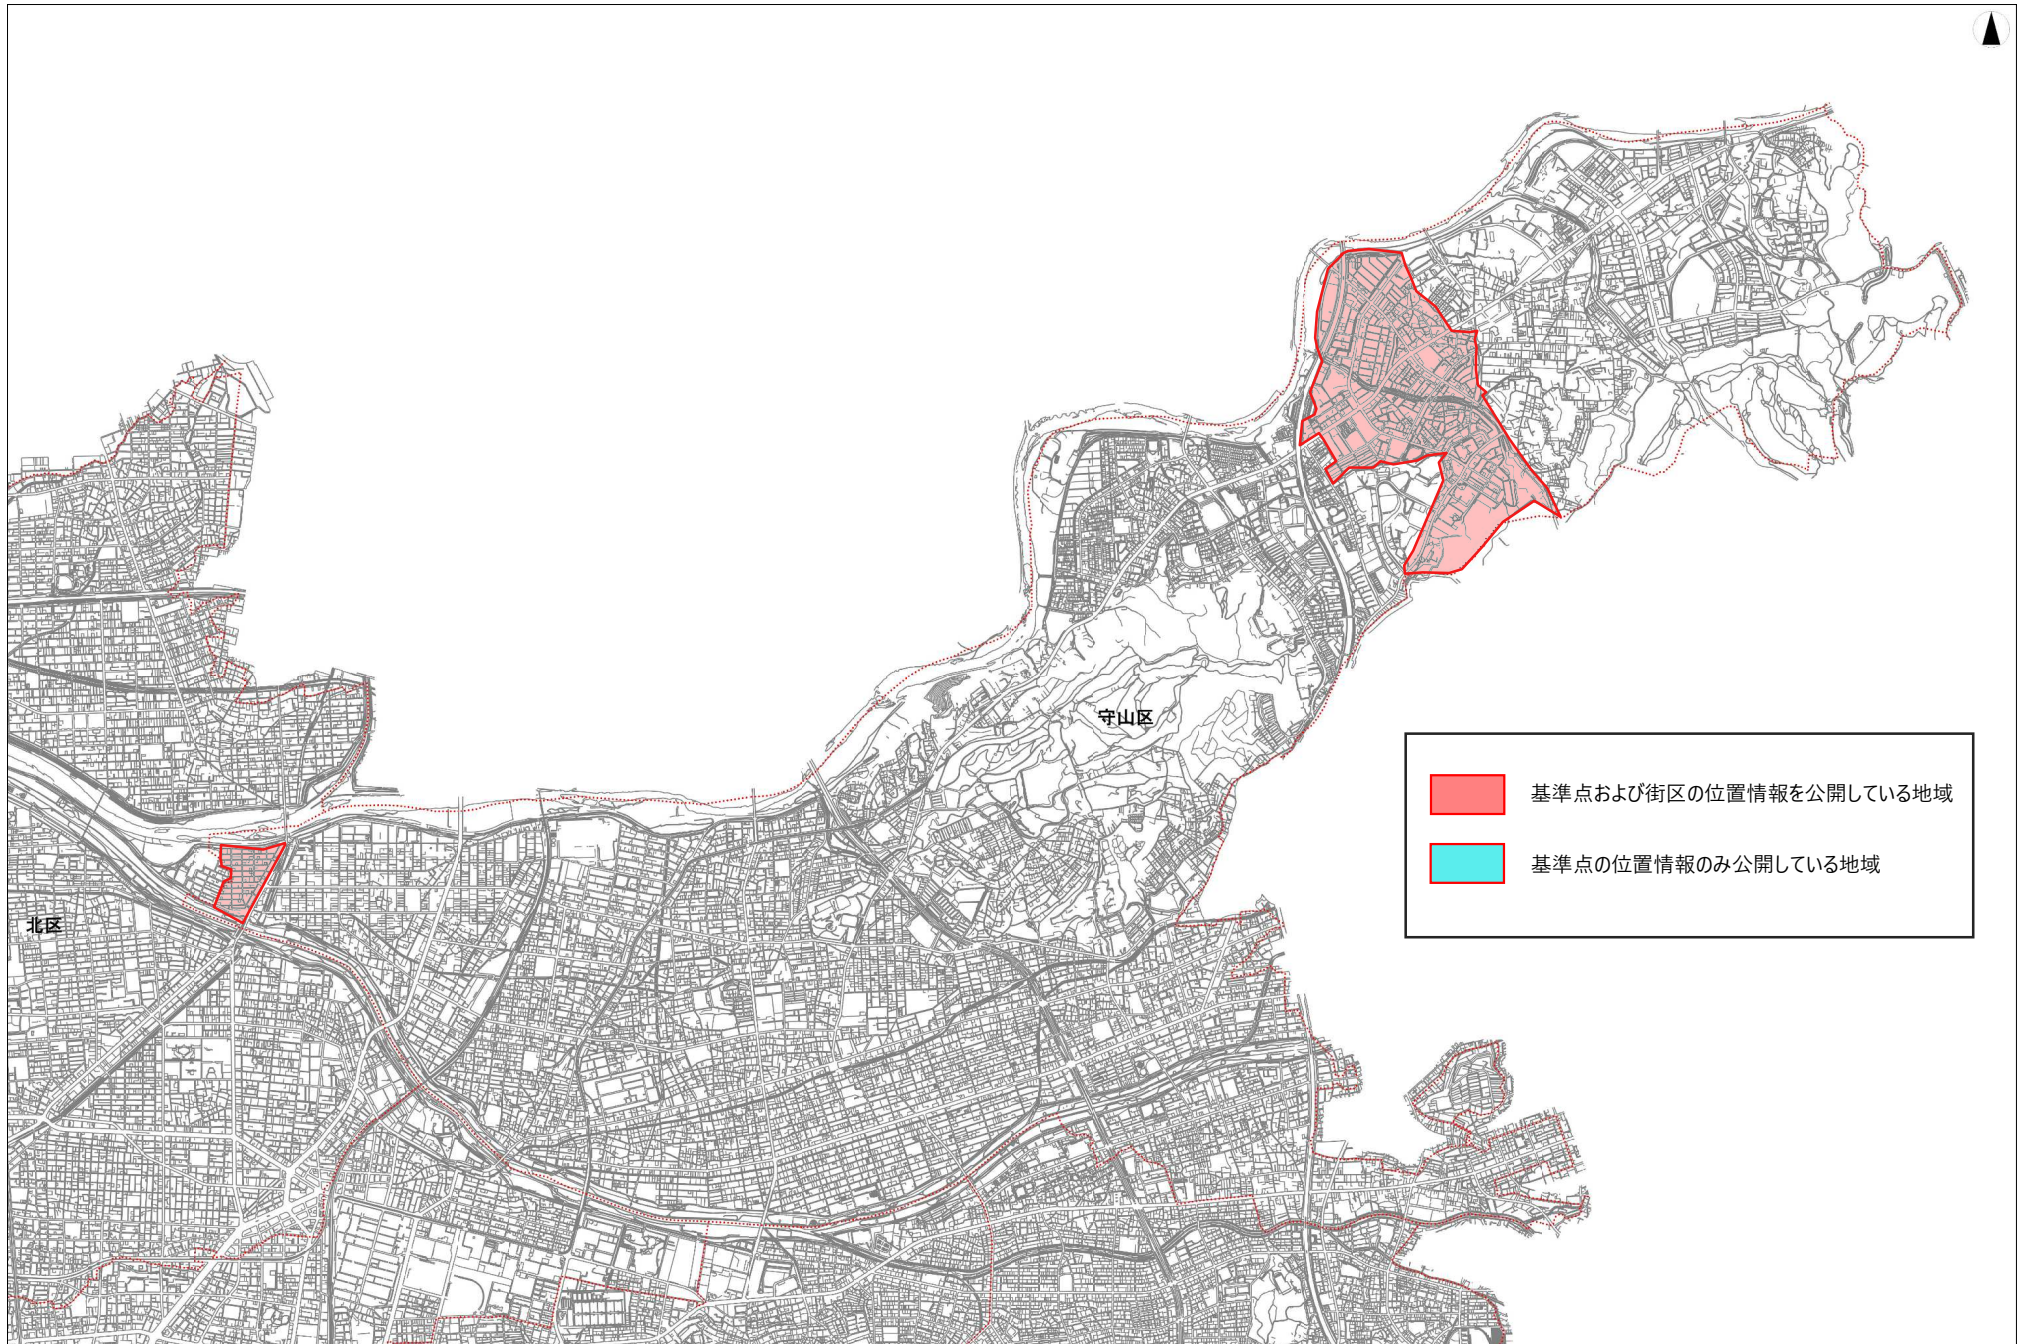 守山区
基準点および街区の位置情報を公開している地域
基準点の位置情報のみ公開している地域
北区